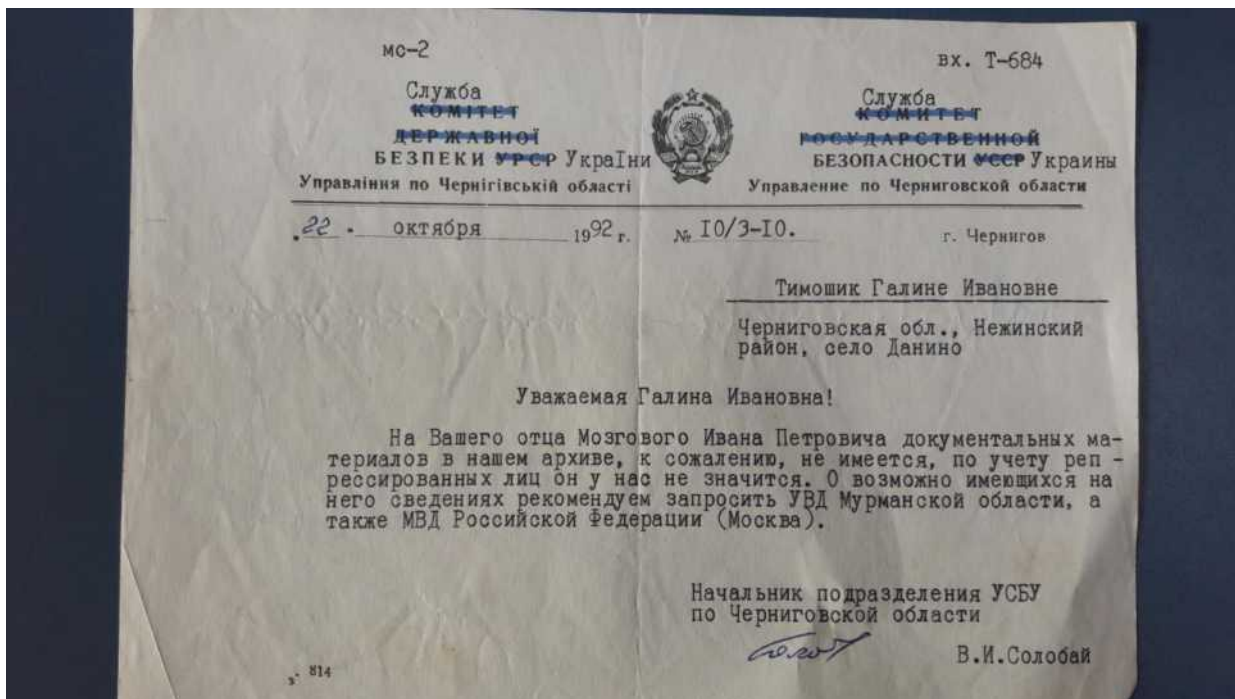 мс-2
вх. Т-684
Служба
КОМІТЕТ
ДЕРЖАВНОЇ
БЕЗПЕКИ УРСР УкраIни
Управління по Чернігівській області
Служба
КОМИТЕТ
ГОСУДАРСТВЕННОЙ
БЕЗОПАСНОСТИ УССР Украины
Управление по Черниговской области
„22 " октября 1992 г.
№ I0/3-I0.
г. Чернигов
Тимошик Галине Ивановне
Черниговская обл., Нежинский
район, село Данино
Уважаемая Галина Ивановна!
На Вашего отца Мозгового Ивана Петровича документальных ма-
териалов в нашем архиве, к сожалению, не имеется, по учету реп -
рессированных лиц он у нас не значится. О возможно имеющихся на
него сведениях рекомендуем запросить УВД Мурманской области, а
также МВД Российской Федерации (Москва).
Начальник подразделения УСБУ
по Черниговской области
В.И.Солобай
з. 814